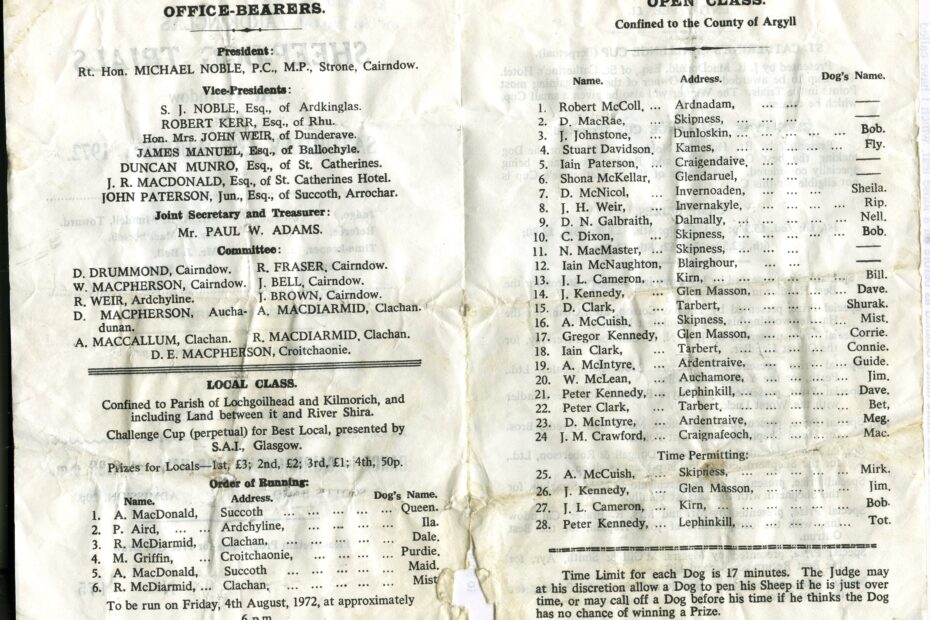 OFFICE-BEARERS.
President:
Rt. Hon. MICHAEL NOBLE, P.C., M.P., Strone, Cairndow.
Vice-Presidents:
S. J. NOBLE, Esq., of Ardkinglas.
ROBERT KERR, Esq., of Rhu.
Hon. Mrs. JOHN WEIR, of Dunderave.
JAMES MANUEL, Esq., of Ballochyle.
DUNCAN MUNRO, Esq., of St. Catherines.
J. R. MACDONALD, Esq., of St. Catherines Hotel.
JOHN PATERSON, Jun., Esq., of Succoth, Arrochar.
Joint Secretary and Treasurer:
Mr. PAUL W. ADAMS.
Committee:
D. DRUMMOND, Cairndow. R. FRASER, Cairndow.
W. MACPHERSON, Cairndow. J. BELL, Cairndow.
R. WEIR, Ardchyline. J. BROWN, Cairndow.
D. MACPHERSON, Aucha- A. MACDIARMID, Clachan.
dunan.
A. MACCALLUM, Clachan. R. MACDIARMID, Clachan.
D. E. MACPHERSON, Croitchaonie.
LOCAL CLASS.
Confined to Parish of Lochgoilhead and Kilmorich, and
including Land between it and River Shira.
Challenge Cup (perpetual) for Best Local, presented by
S.A.I., Glasgow.
Prizes for Locals—1st, £3; 2nd, £2; 3rd, £1; 4th, 50p.
Order of Running:
Name. Address. Dog's Name.
1. A. MacDonald, Succoth ... ... ... ... ... Queen.
2. P. Aird, ... Ardchyline, ... ... ... ... Ila.
3. R. McDiarmid, Clachan, ... ... ... ... ... Dale.
4. M. Griffin, ... Croitchaonie, ... ... ... ... Purdie.
5. A. MacDonald, Succoth ... ... ... ... ... Maid.
6. R. McDiarmid, ... Clachan, ... ... ... ... Mist
To be run on Friday, 4th August, 1972, at approximately
6 p.m.
OPEN CLASS.
Confined to the County of Argyll
Name. Address. Dog's Name.
1. Robert McColl, ... Ardnadam, ... ... ——
2. D. MacRae, ... Skipness, ... ... ... ——
3. J. Johnstone, Dunloskin, ... ... ... ... Bob.
4. Stuart Davidson, Kames, ... ... ... ... Fly.
5. Iain Paterson, ... Craigendaive, ... ... ——
6. Shona McKellar, Glendaruel, ... ... ——
7. D. McNicol, Invernoaden, ... ... ... Sheila.
8. J. H. Weir, ... Invernakyle, ... ... ... Rip.
9. D. N. Galbraith, Dalmally, ... ... ... ... Nell.
10. C. Dixon, ... Skipness, ... ... ... ... Bob.
11. N. MacMaster, ... Skipness, ... ... ... ——
12. Iain McNaughton, Blairghour, ... ... ——
13. J. L. Cameron, ... Kirn, ... ... ... ... Bill.
14. J. Kennedy, ... Glen Masson, ... ... ... Dave.
15. D. Clark, ... Tarbert, ... ... ... Shurak.
16. A. McCuish, ... Skipness, ... ... ... Mist.
17. Gregor Kennedy, Glen Masson, ... ... ... Corrie.
18. Iain Clark, ... Tarbert, ... ... ... Connie.
19. A. McIntyre, ... Ardentraive, ... ... ... Guide.
20. W. McLean, ... Auchamore, ... ... ... Jim.
21. Peter Kennedy, ... Lephinkill, ... ... ... Dave.
22. Peter Clark, ... Tarbert, ... ... ... ... Bet,
23. D. McIntyre, ... Ardentraive, ... ... ... Meg.
24 J. M. Crawford, ... Craignafeoch, ... ... ... Mac.
Time Permitting:
25. A. McCuish, ... Skipness, ... ... ... Mirk.
26. J. Kennedy, ... Glen Masson, ... ... ... Jim,
27. J. L. Cameron, ... Kirn, ... ... ... ... Bob.
28. Peter Kennedy, ... Lephinkill, ... ... ... Tot.
Time Limit for each Dog is 17 minutes. The Judge may
at his discretion allow a Dog to pen his Sheep if he is just over
time, or may call off a Dog before his time if he thinks the Dog
has no chance of winning a Prize.